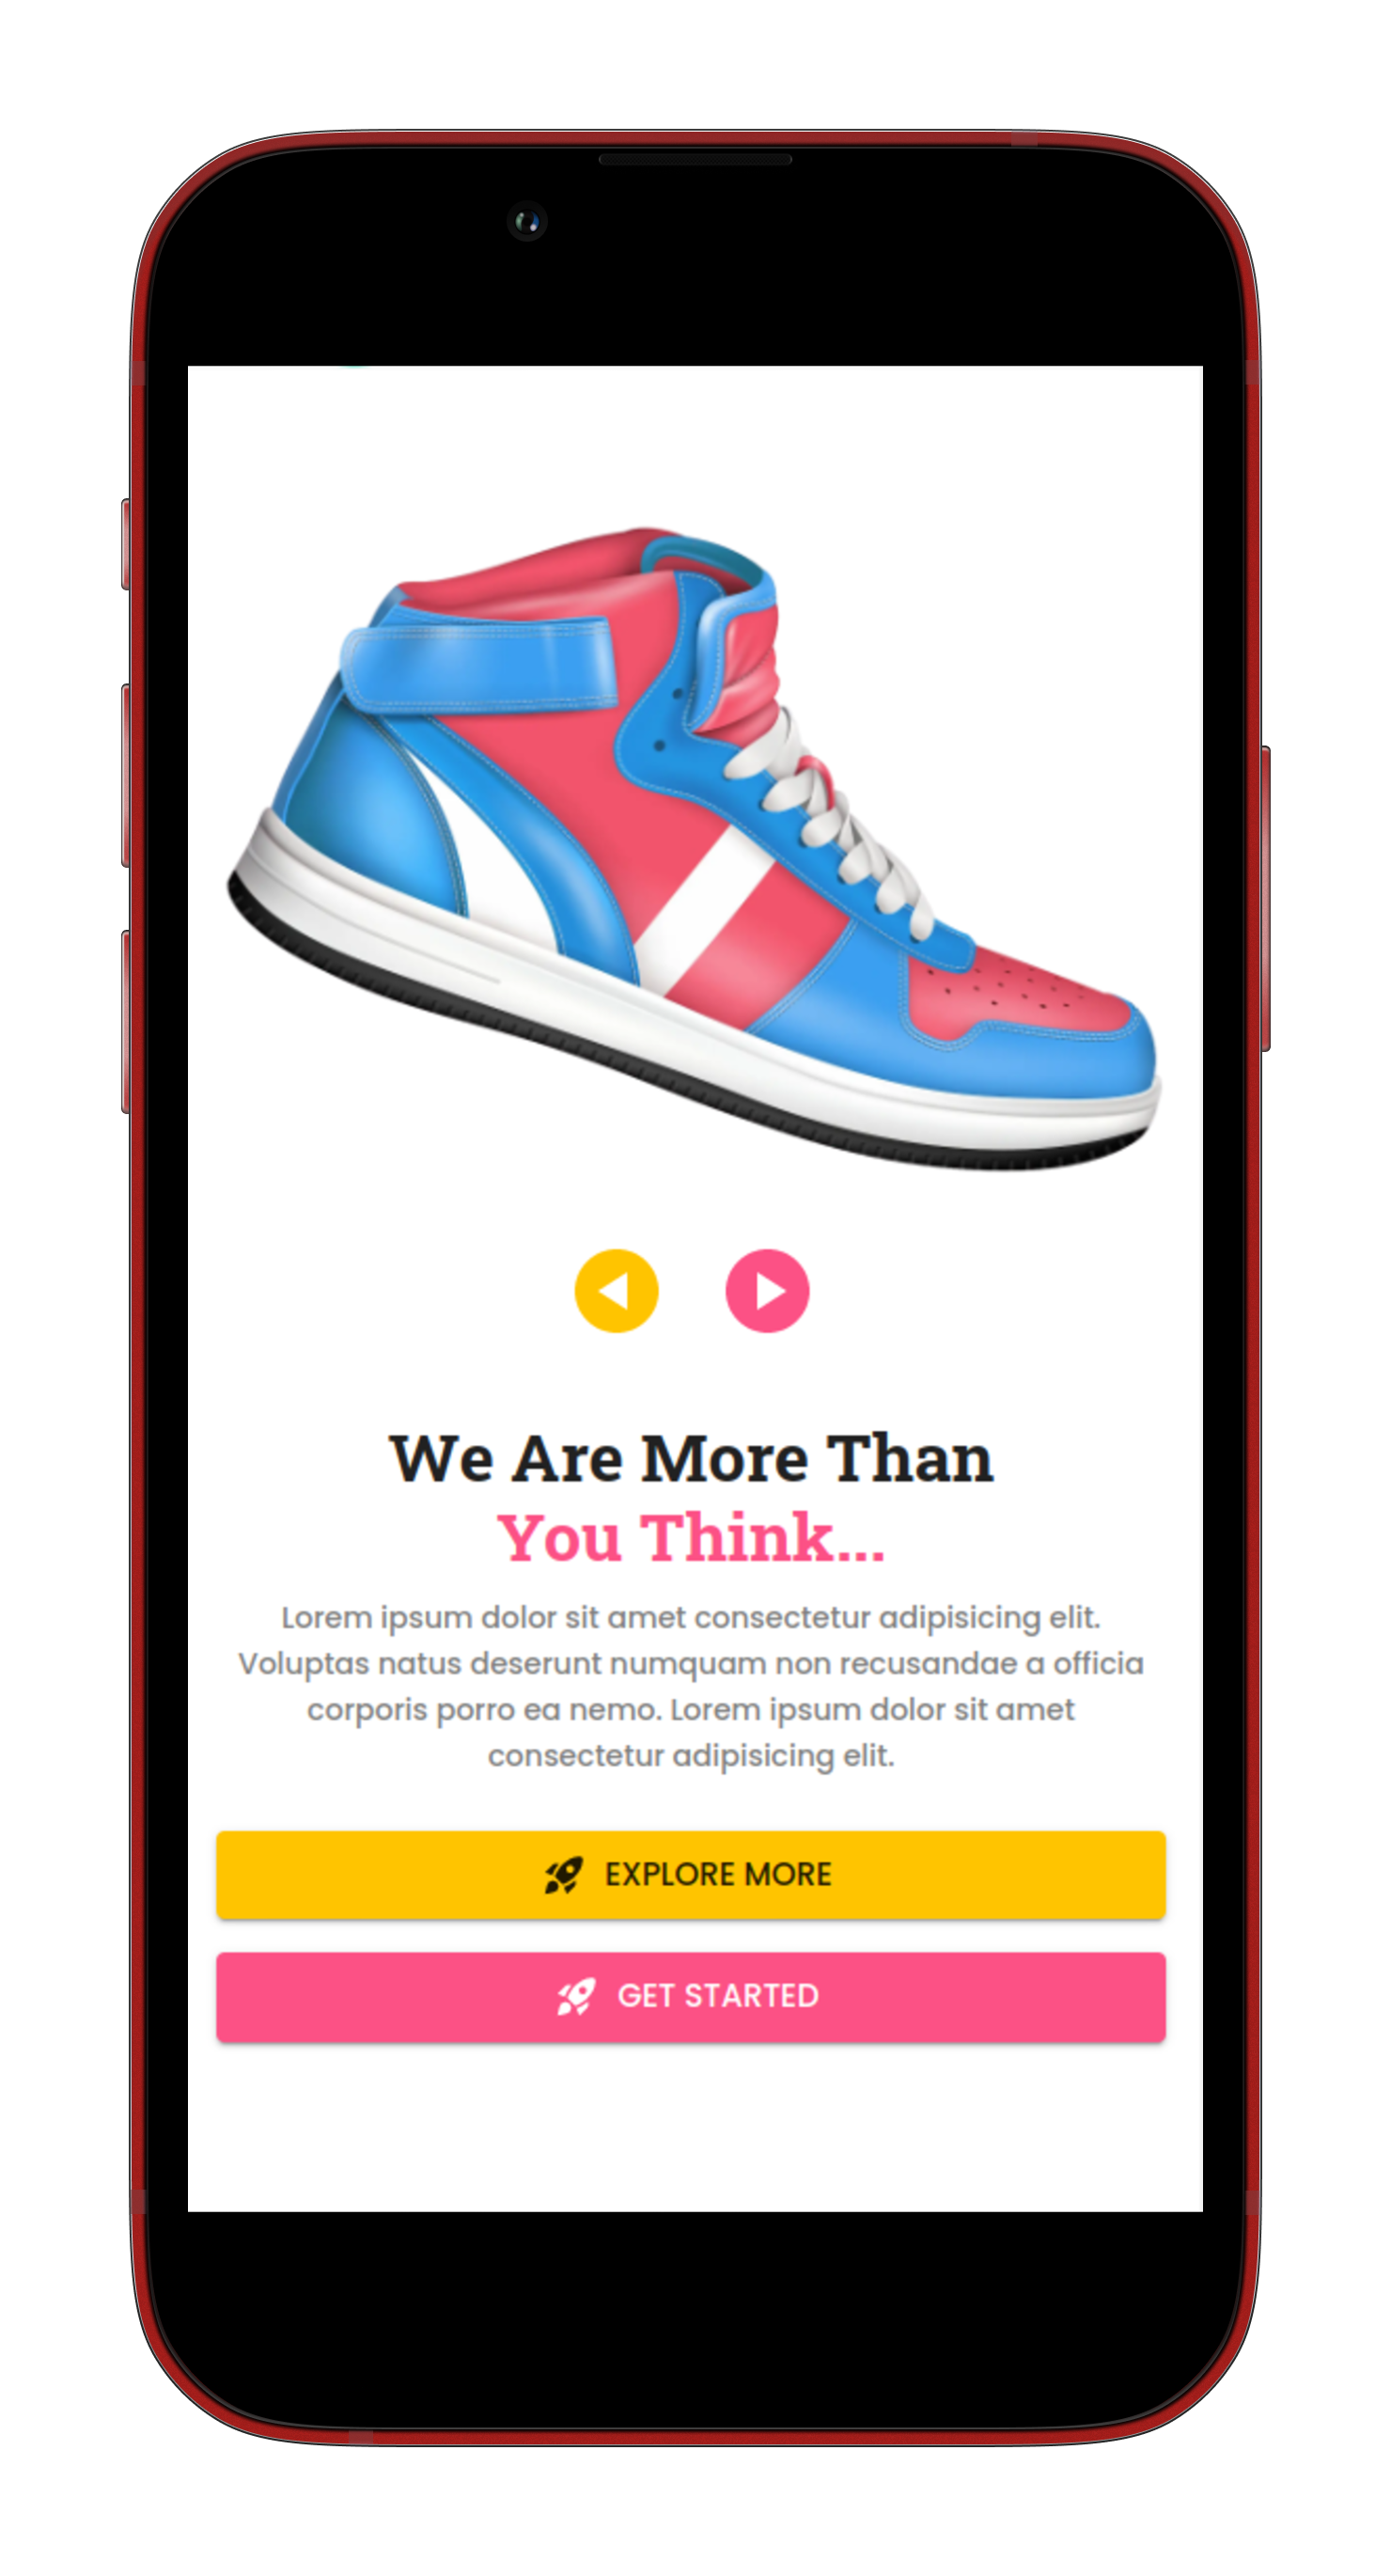 We Are More Than
You Think...
Lorem ipsum dolor sit amet consectetur adipisicing elit.
Voluptas natus deserunt numquam non recusandae a officia
corporis porro ea nemo. Lorem ipsum dolor sit amet
consectetur adipisicing elit.
EXPLORE MORE
GET STARTED